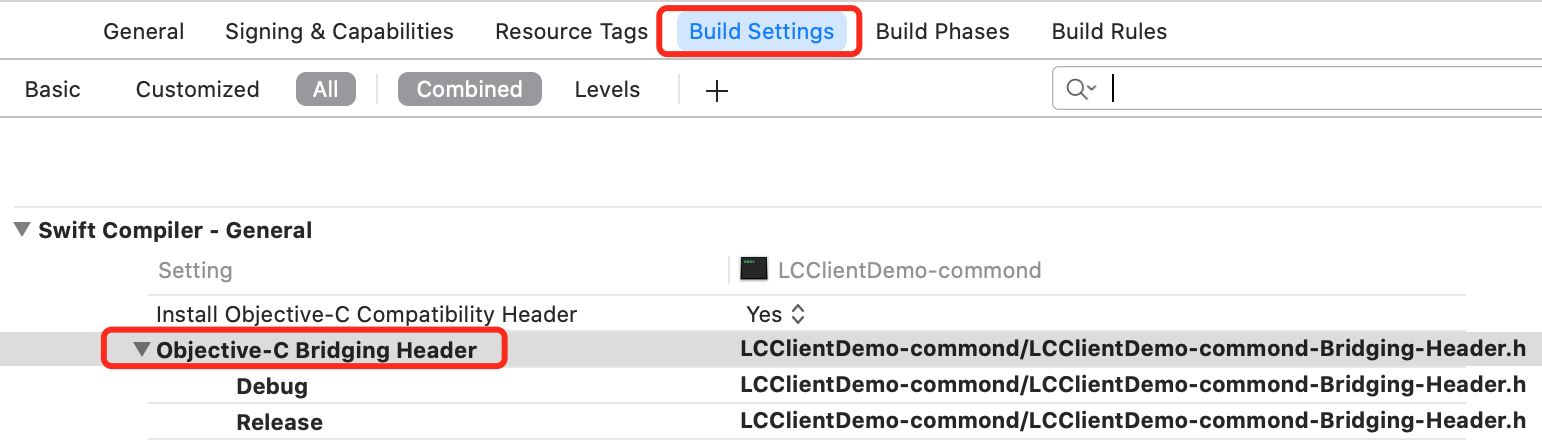 General Signing & Capabilities Resource Tags Build Settings Build Phases Build Rules
Basic Customized All Combined Levels
Swift Compiler - General
Setting LCClientDemo-commond
Install Objective-C Compatibility Header Yes
Objective-C Bridging Header LCClientDemo-commond/LCClientDemo-commond-Bridging-Header.h
Debug LCClientDemo-commond/LCClientDemo-commond-Bridging-Header.h
Release LCClientDemo-commond/LCClientDemo-commond-Bridging-Header.h